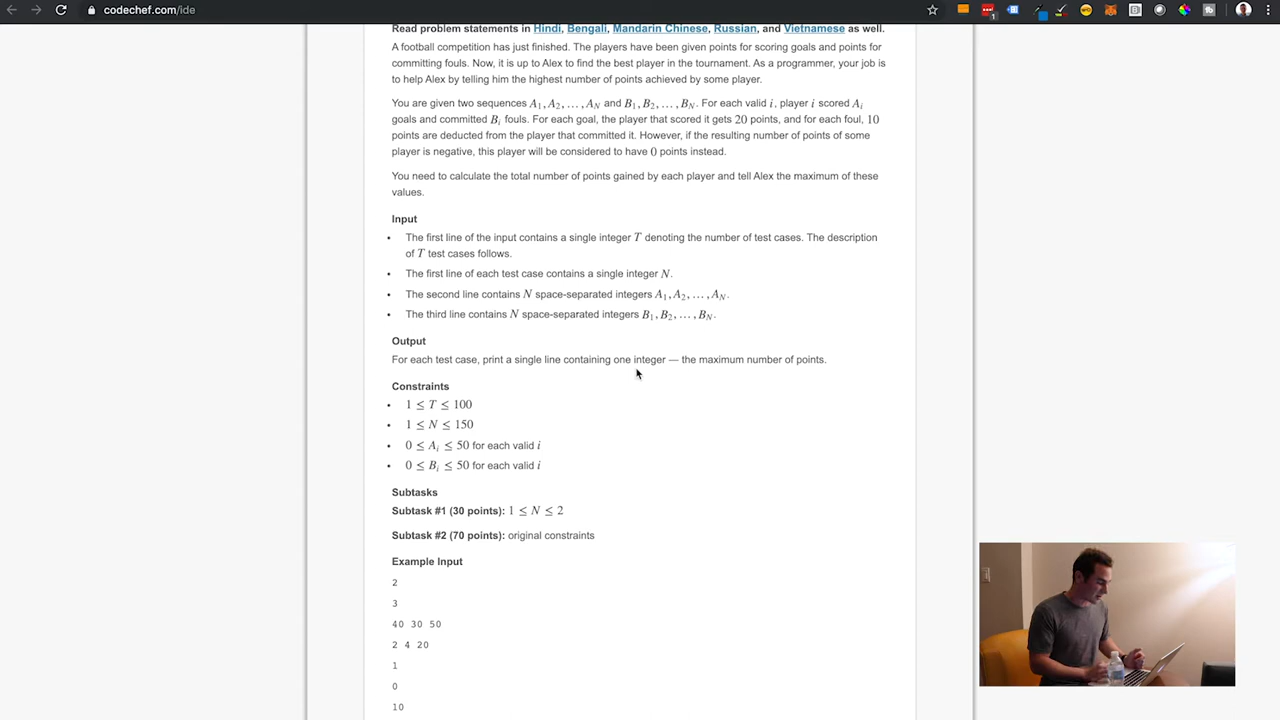 codechef.com/ide
Read problem statements in Hindi, Bengali, Mandarin Chinese, Russian, and Vietnamese as well.
A football competition has just finished. The players have been given points for scoring goals and points for
committing fouls. Now, it is up to Alex to find the best player in the tournament. As a programmer, your job is
to help Alex by telling him the highest number of points achieved by some player.
You are given two sequences A1, A2, …, AN and B1, B2, …, BN. For each valid i, player i scored Ai
goals and committed Bi fouls. For each goal, the player that scored it gets 20 points, and for each foul, 10
points are deducted from the player that committed it. However, if the resulting number of points of some
player is negative, this player will be considered to have 0 points instead.
You need to calculate the total number of points gained by each player and tell Alex the maximum of these
values.
Input
• The first line of the input contains a single integer T denoting the number of test cases. The description
of T test cases follows.
• The first line of each test case contains a single integer N.
• The second line contains N space-separated integers A1, A2, …, AN.
• The third line contains N space-separated integers B1, B2, …, BN.
Output
For each test case, print a single line containing one integer — the maximum number of points.
Constraints
• 1 ≤ T ≤ 100
• 1 ≤ N ≤ 150
• 0 ≤ Ai ≤ 50 for each valid i
• 0 ≤ Bi ≤ 50 for each valid i
Subtasks
Subtask #1 (30 points): 1 ≤ N ≤ 2
Subtask #2 (70 points): original constraints
Example Input
2
3
40 30 50
2 4 20
1
0
10